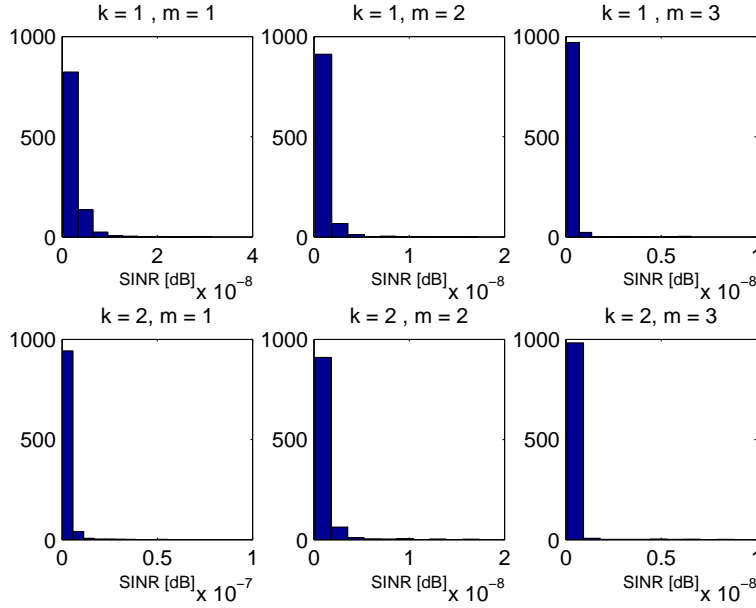 k = 1 , m = 1
1000
500
0
0
2
4
SINR [dB]
x 10⁻⁸
k = 1, m = 2
1000
500
0
0
1
2
SINR [dB]
x 10⁻⁸
k = 1, m = 3
1000
500
0
0
0.5
1
SINR [dB]
x 10⁻⁸
k = 2, m = 1
1000
500
0
0
0.5
1
SINR [dB]
x 10⁻⁷
k = 2 , m = 2
1000
500
0
0
1
2
SINR [dB]
x 10⁻⁸
k = 2, m = 3
1000
500
0
0
0.5
1
SINR [dB]
x 10⁻⁸